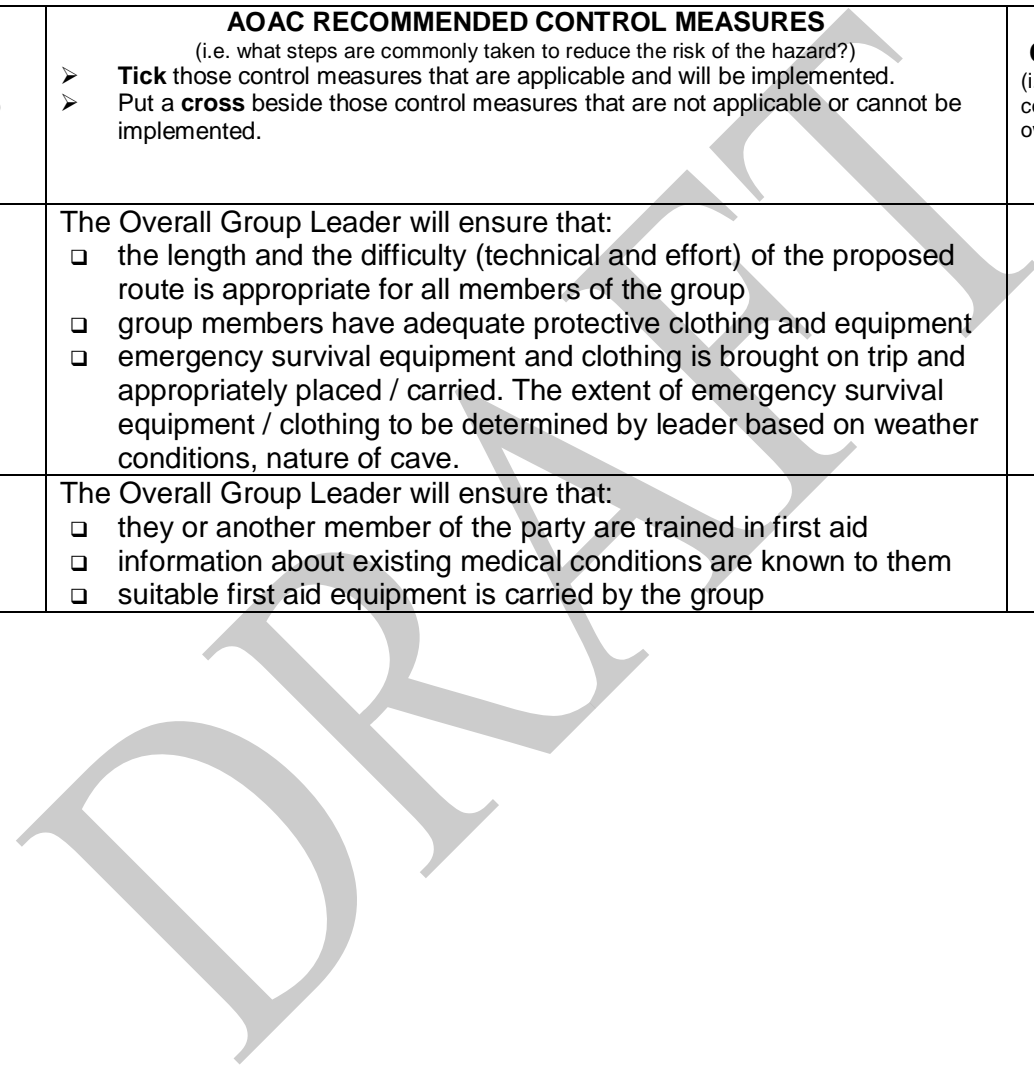 AOAC RECOMMENDED CONTROL MEASURES
(i.e. what steps are commonly taken to reduce the risk of the hazard?)
➢ Tick those control measures that are applicable and will be implemented.
➢ Put a cross beside those control measures that are not applicable or cannot be
implemented.
The Overall Group Leader will ensure that:
❑ the length and the difficulty (technical and effort) of the proposed
route is appropriate for all members of the group
❑ group members have adequate protective clothing and equipment
❑ emergency survival equipment and clothing is brought on trip and
appropriately placed / carried. The extent of emergency survival
equipment / clothing to be determined by leader based on weather
conditions, nature of cave.
The Overall Group Leader will ensure that:
❑ they or another member of the party are trained in first aid
❑ information about existing medical conditions are known to them
❑ suitable first aid equipment is carried by the group
DRAFT